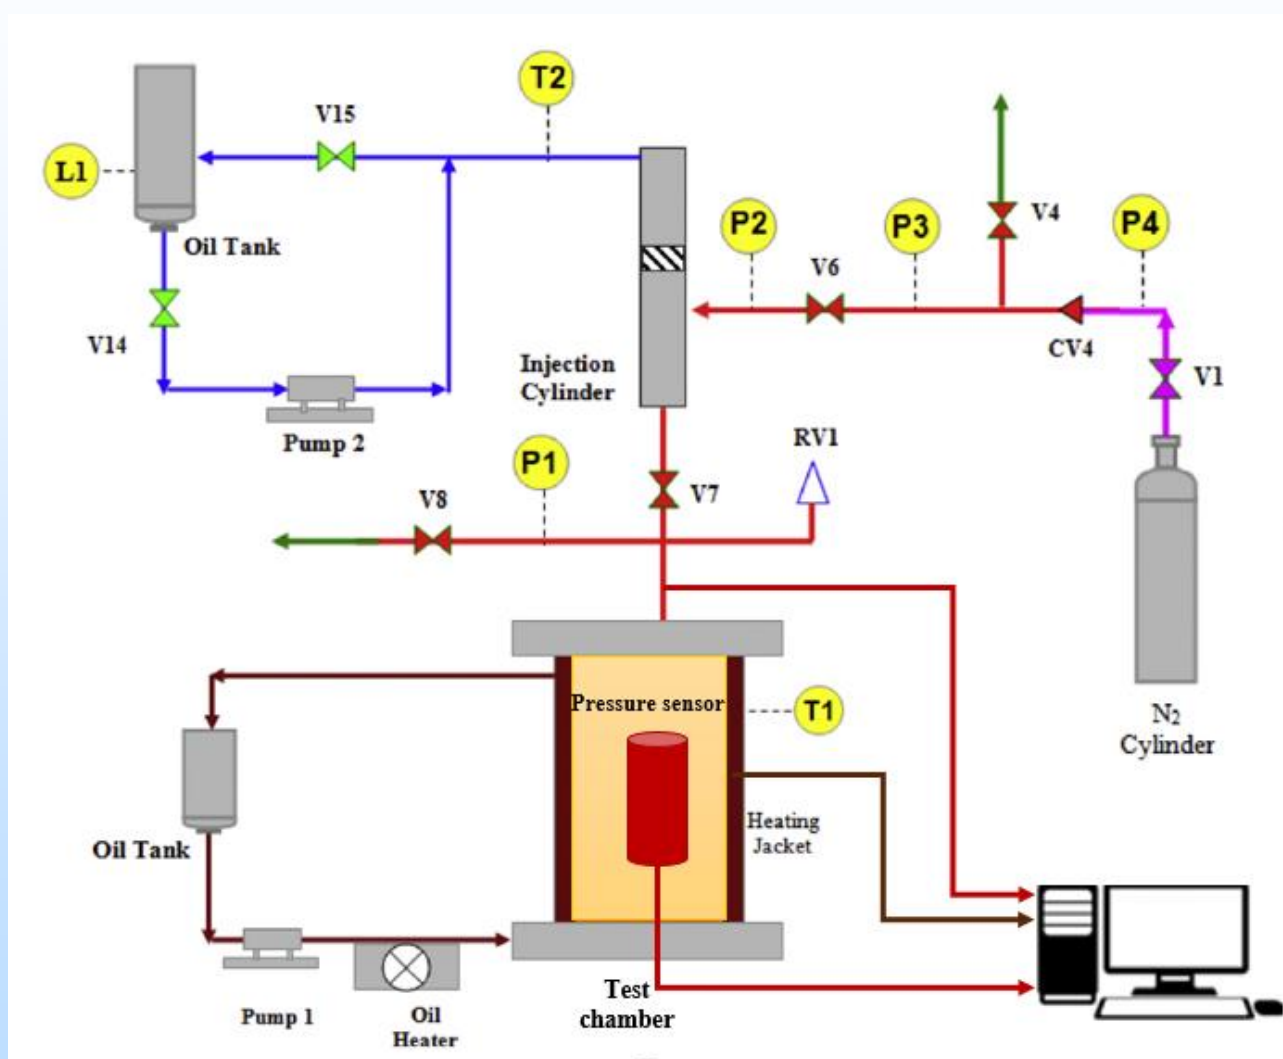 T2
V15
L1
Oil Tank
V14
Pump 2
Injection
Cylinder
P2
V6
P3
V4
P4
CV4
V1
N₂
Cylinder
P1
V8
V7
RV1
Pressure sensor
T1
Heating
Jacket
Oil Tank
Pump 1
Oil
Heater
Test
chamber